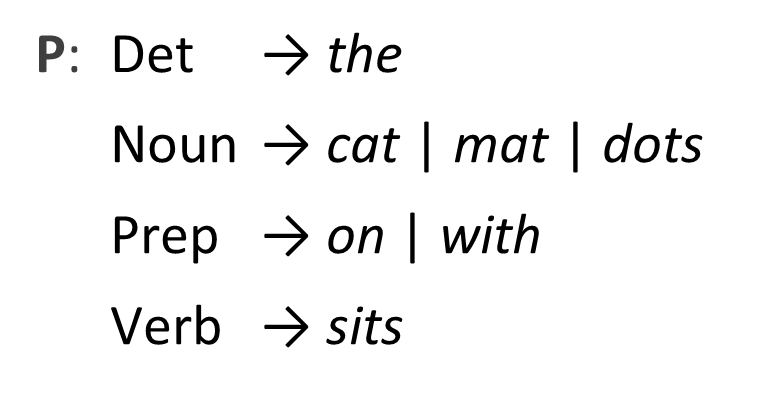 P: Det → the
Noun → cat | mat | dots
Prep → on | with
Verb → sits